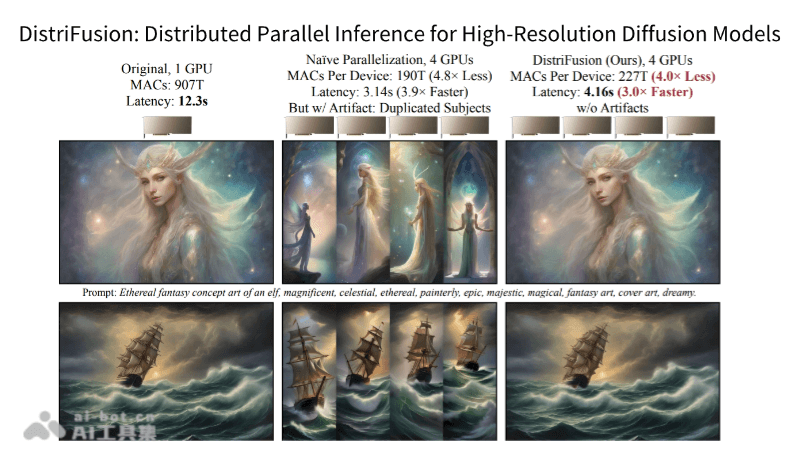 DistriFusion: Distributed Parallel Inference for High-Resolution Diffusion Models
Original, 1 GPU
MACs: 907T
Latency: 12.3s
Naïve Parallelization, 4 GPUs
MACs Per Device: 190T (4.8× Less)
Latency: 3.14s (3.9× Faster)
But w/ Artifact: Duplicated Subjects
DistriFusion (Ours), 4 GPUs
MACs Per Device: 227T (4.0× Less)
Latency: 4.16s (3.0× Faster)
w/o Artifacts
Prompt: Ethereal fantasy concept art of an elf, magnificent, celestial, ethereal, painterly, epic, majestic, magical, fantasy art, cover art, dreamy.
ai-bot.cn
AI工具集